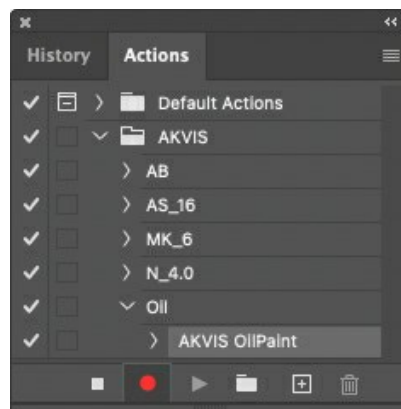 History Actions
Default Actions
AKVIS
AB
AS_16
MK_6
N_4.0
Oil
AKVIS OilPaint